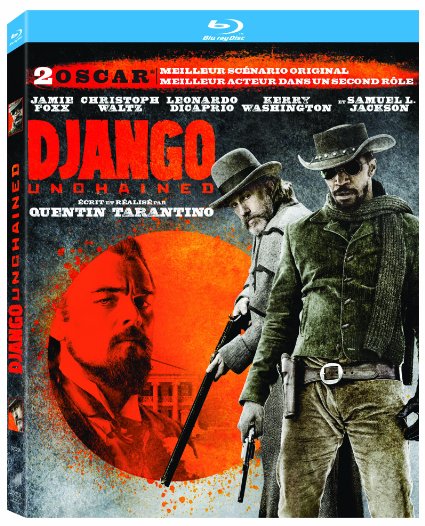 Blu-ray Disc
2 OSCAR® MEILLEUR SCÉNARIO ORIGINAL
MEILLEUR ACTEUR DANS UN SECOND RÔLE
JAMIE FOXX CHRISTOPH WALTZ LEONARDO DICAPRIO KERRY WASHINGTON ET SAMUEL L. JACKSON
DJANGO
UNCHAINED
ÉCRIT ET RÉALISÉ PAR
QUENTIN TARANTINO
DJANGO UNCHAINED